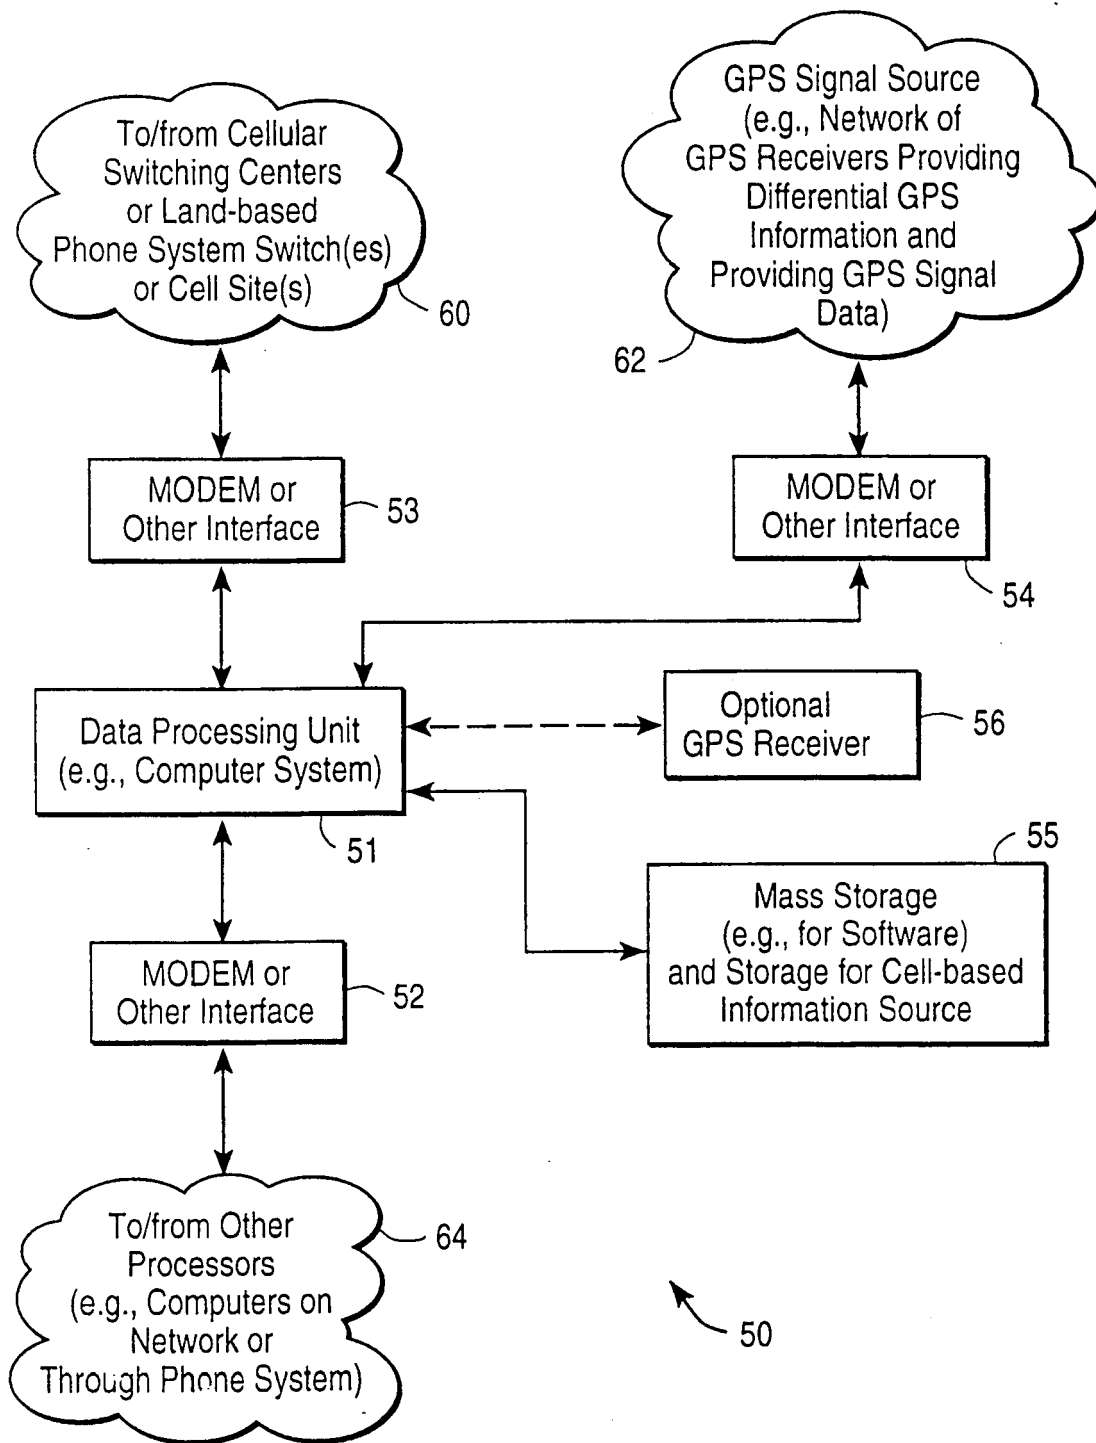 To/from Cellular
Switching Centers
or Land-based
Phone System Switch(es)
or Cell Site(s)
60
GPS Signal Source
(e.g., Network of
GPS Receivers Providing
Differential GPS
Information and
Providing GPS Signal
Data)
62
MODEM or
Other Interface
53
MODEM or
Other Interface
54
Data Processing Unit
(e.g., Computer System)
51
Optional
GPS Receiver
56
55
Mass Storage
(e.g., for Software)
and Storage for Cell-based
Information Source
MODEM or
Other Interface
52
To/from Other
Processors
(e.g., Computers on
Network or
Through Phone System)
64
50